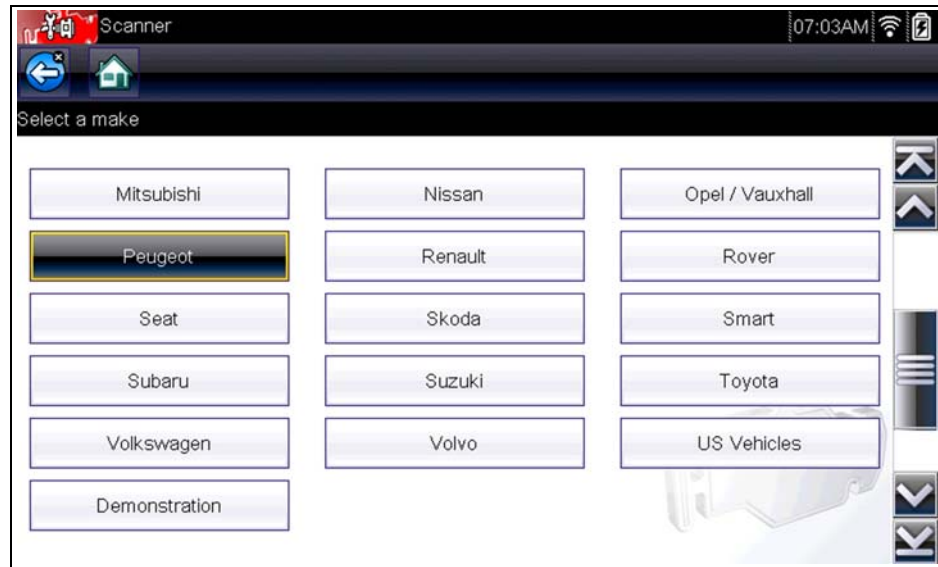 Scanner 07:03AM
Select a make
Mitsubishi Nissan Opel / Vauxhall
Peugeot Renault Rover
Seat Skoda Smart
Subaru Suzuki Toyota
Volkswagen Volvo US Vehicles
Demonstration